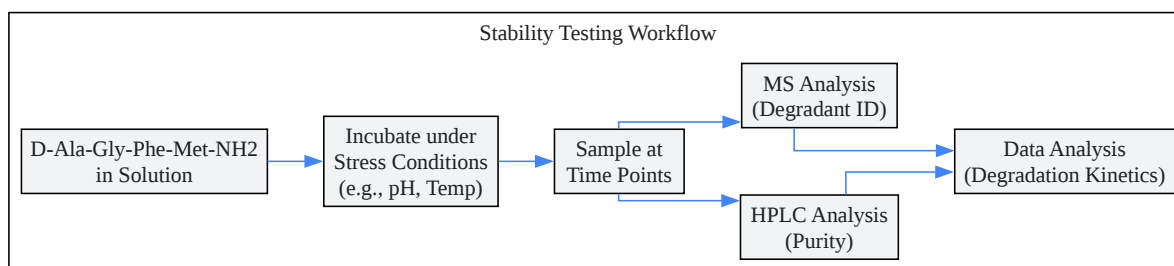 Stability Testing Workflow
D-Ala-Gly-Phe-Met-NH2
in Solution
Incubate under
Stress Conditions
(e.g., pH, Temp)
Sample at
Time Points
MS Analysis
(Degradant ID)
HPLC Analysis
(Purity)
Data Analysis
(Degradation Kinetics)